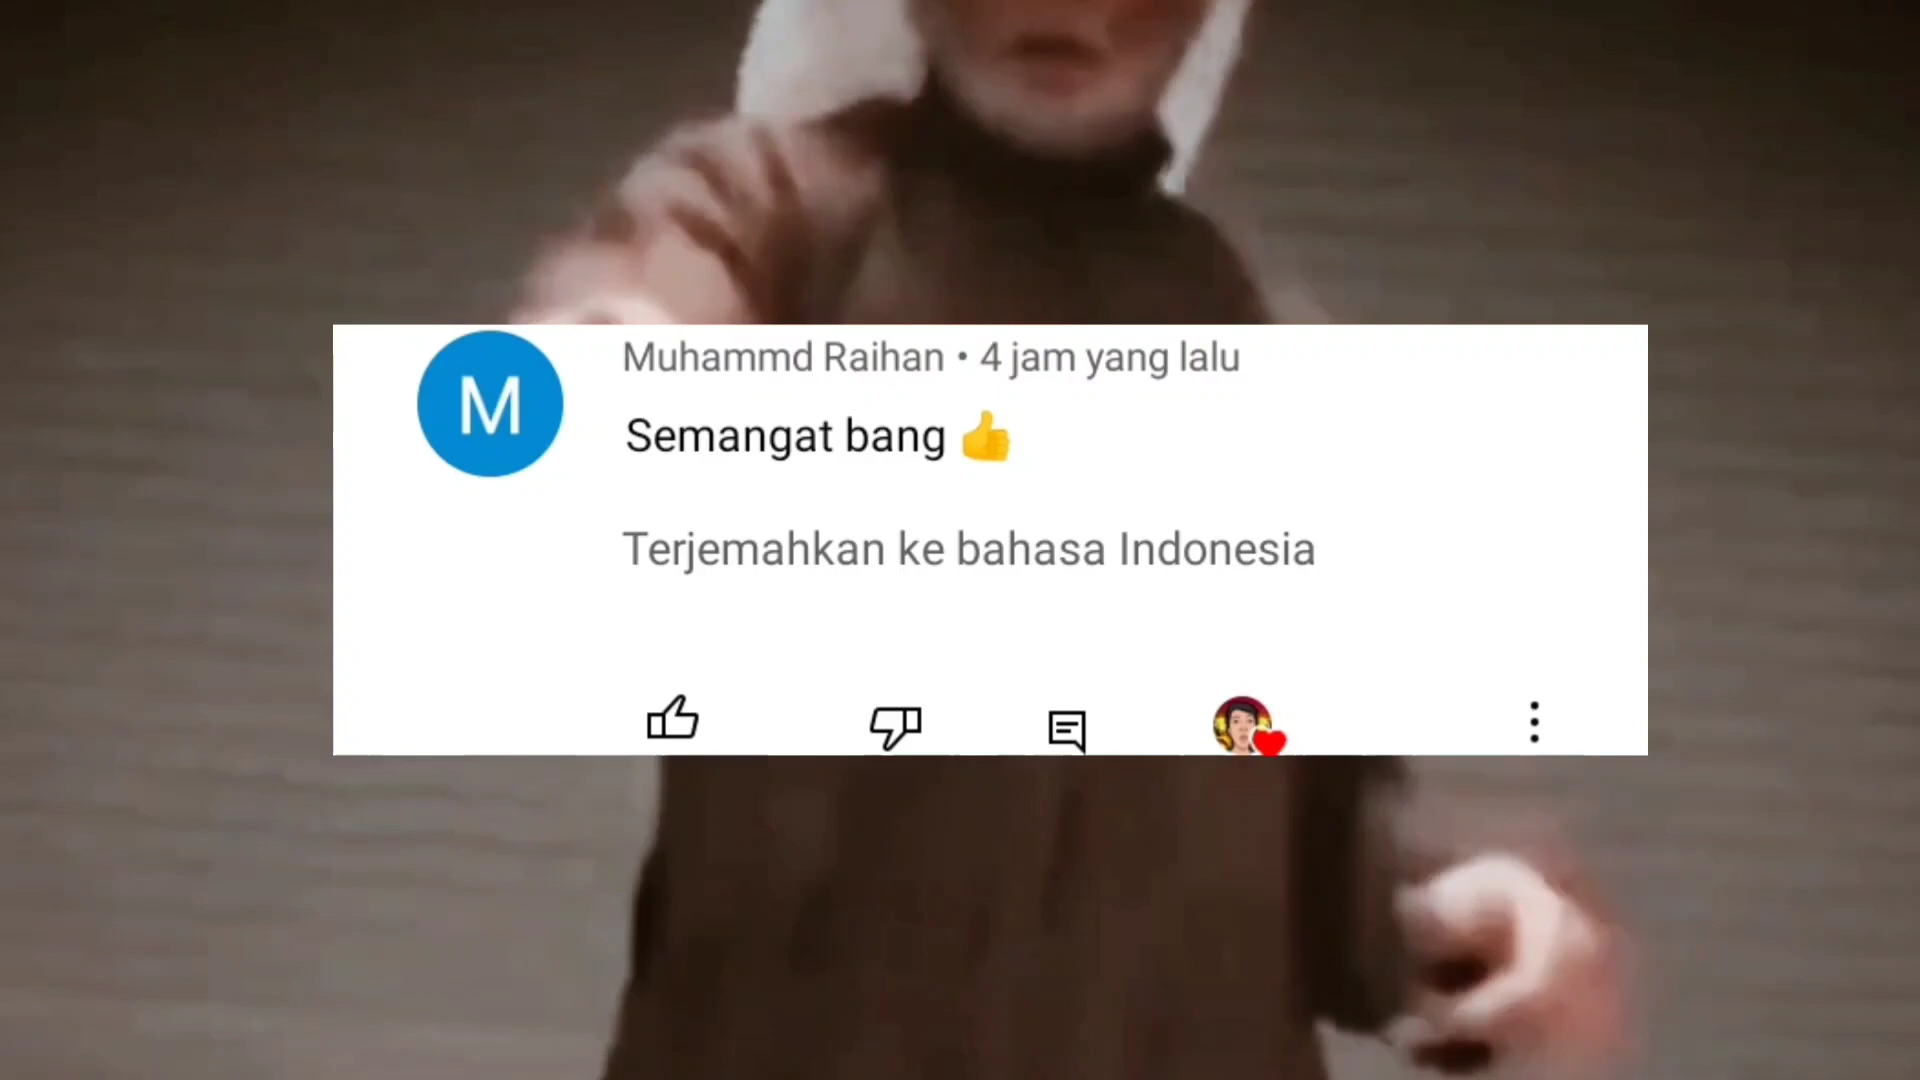 M
Muhammd Raihan • 4 jam yang lalu
Semangat bang 👍
Terjemahkan ke bahasa Indonesia